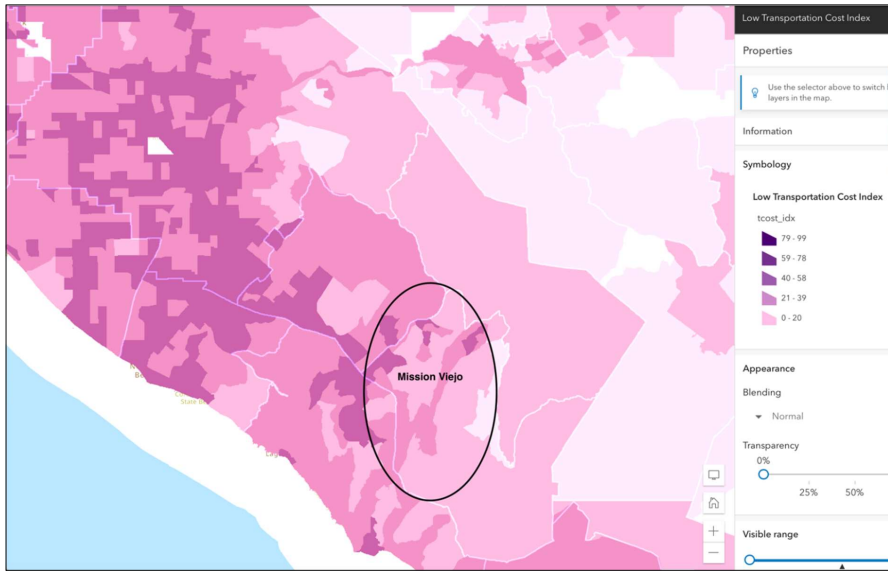 Low Transportation Cost Index
Properties
Use the selector above to switch
layers in the map.
Information
Symbology
Low Transportation Cost Index
tcost_idx
79 - 99
59 - 78
40 - 58
21 - 39
0 - 20
Mission Viejo
State
Appearance
Blending
Normal
Transparency
0%
25%
50%
Visible range